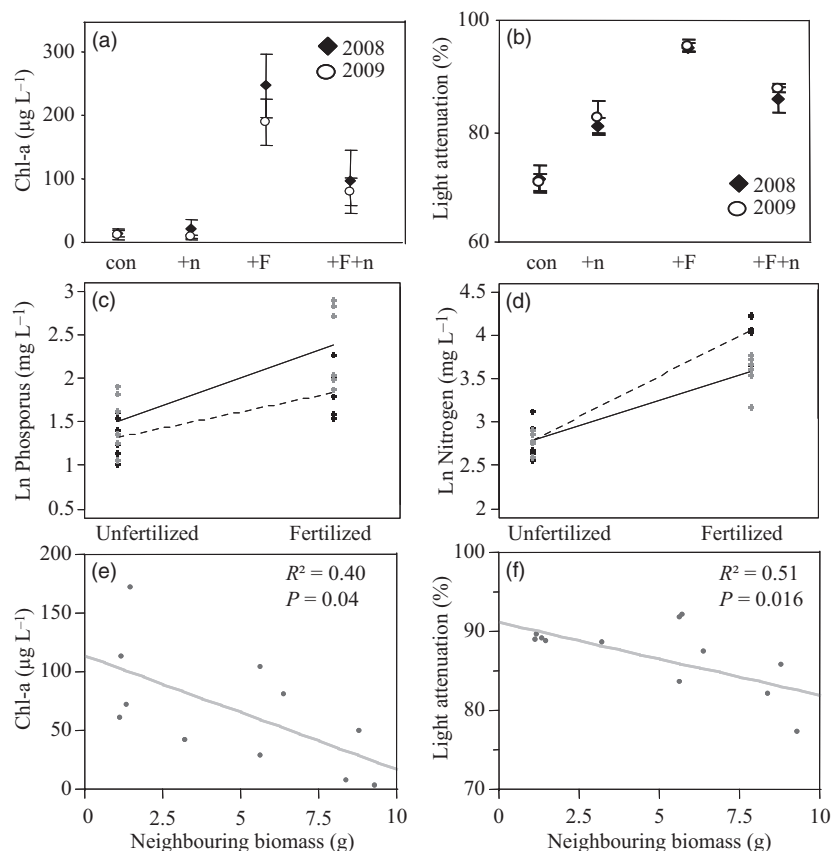 (a)
2008
2009
300
200
100
0
Chl-a (µg L⁻¹)
con +n +F +F+n
(b)
100
80
60
Light attenuation (%)
2008
2009
con +n +F +F+n
(c)
3
2.5
2
1.5
1
0.5
Ln Phosporus (mg L⁻¹)
Unfertilized Fertilized
(d)
4.5
4
3.5
3
2.5
2
Ln Nitrogen (mg L⁻¹)
Unfertilized Fertilized
(e)
R² = 0.40
P = 0.04
200
150
100
50
0
Chl-a (µg L⁻¹)
0 2.5 5 7.5 10
Neighbouring biomass (g)
(f)
R² = 0.51
P = 0.016
100
90
80
70
Light attenuation (%)
0 2.5 5 7.5 10
Neighbouring biomass (g)